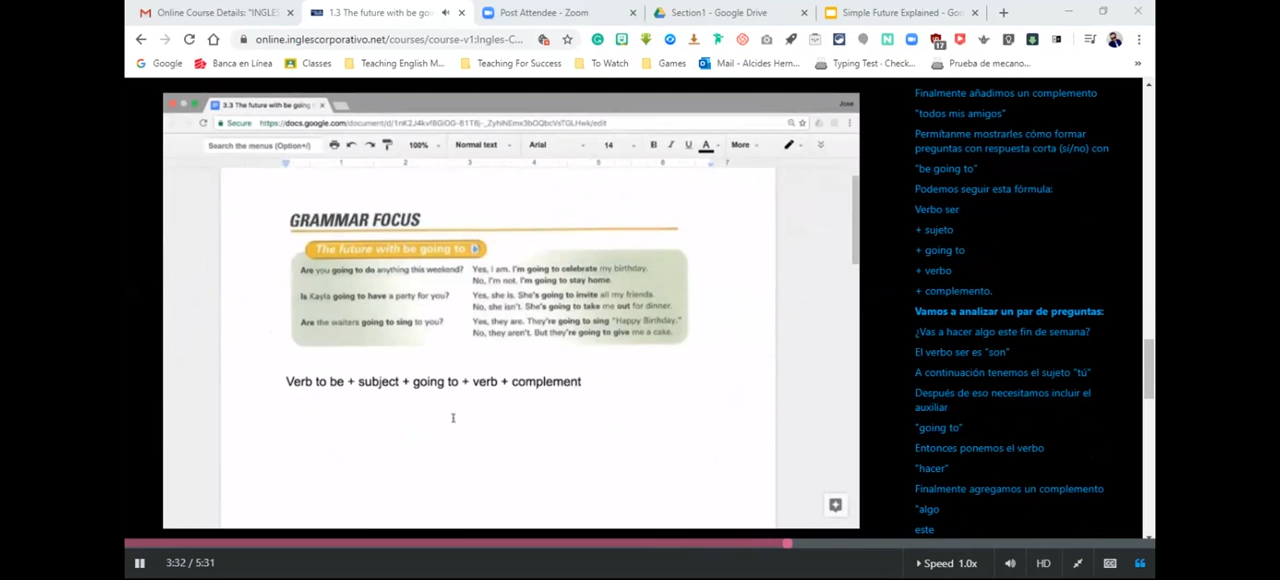 Online Course Details: "INGLES
1.3 The future with be goi
Post Attendee - Zoom
Section1 - Google Drive
Simple Future Explained - Go
online.inglescorporativo.net/courses/course-v1:Ingles-C...
17
Google
Banca en Línea
Classes
Teaching English M...
Teaching For Success
To Watch
Games
Mail - Alcides Hern...
Typing Test - Check...
Prueba de mecano...
3.3 The future with be going
Jose
Secure
Search the menus (Option+/)
100%
Normal text
Arial
14
B I U A
More
1 2 3 4 5 6 7
GRAMMAR FOCUS
The future with be going to
Are you going to do anything this weekend?
Yes, I am. I'm going to celebrate my birthday.
No, I'm not. I'm going to stay home.
Is Kayla going to have a party for you?
Yes, she is. She's going to invite all my friends.
No, she isn't. She's going to take me out for dinner.
Are the waiters going to sing to you?
Yes, they are. They're going to sing "Happy Birthday."
No, they aren't. But they're going to give me a cake.
Verb to be + subject + going to + verb + complement
Finalmente añadimos un complemento
"todos mis amigos"
Permítanme mostrarles cómo formar
preguntas con respuesta corta (sí/no) con
"be going to"
Podemos seguir esta fórmula:
Verbo ser
+ sujeto
+ going to
+ verbo
+ complemento.
Vamos a analizar un par de preguntas:
¿Vas a hacer algo este fin de semana?
El verbo ser es "son"
A continuación tenemos el sujeto "tú"
Después de eso necesitamos incluir el
auxiliar
"going to"
Entonces ponemos el verbo
"hacer"
Finalmente agregamos un complemento
"algo
este
3:32 / 5:31
Speed 1.0x
HD